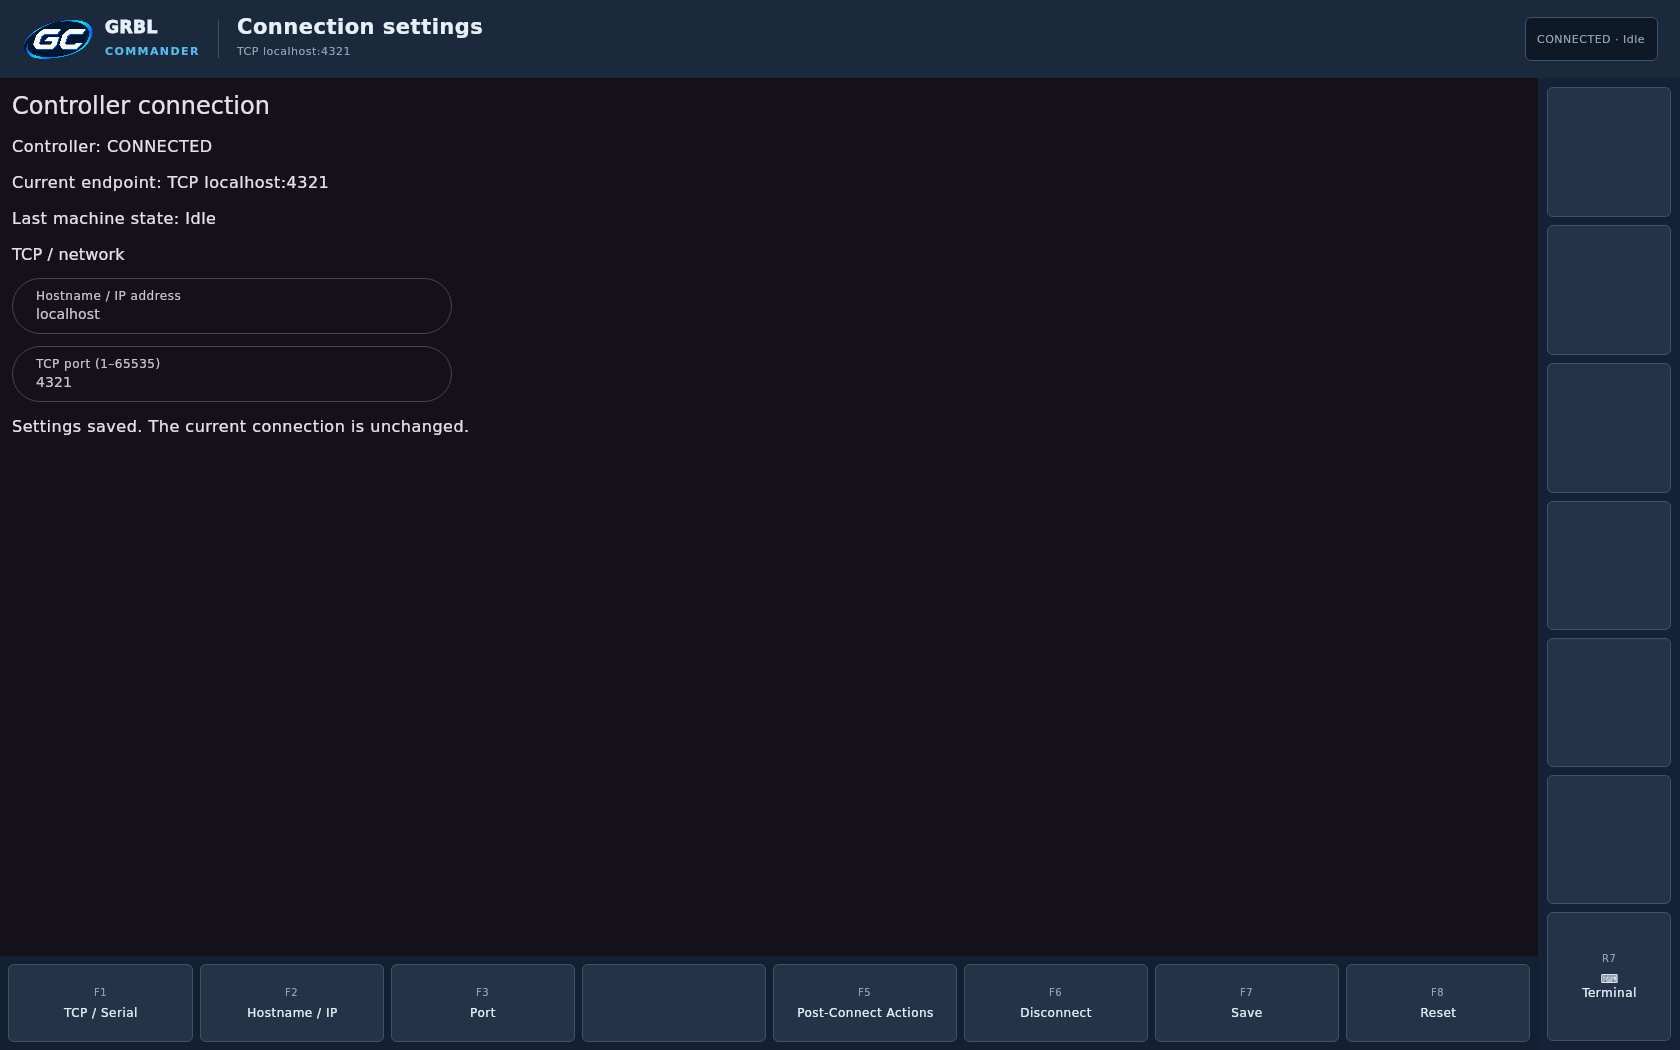 GC
GRBL
COMMANDER
Connection settings
TCP localhost:4321
CONNECTED · Idle
Controller connection
Controller: CONNECTED
Current endpoint: TCP localhost:4321
Last machine state: Idle
TCP / network
Hostname / IP address
localhost
TCP port (1–65535)
4321
Settings saved. The current connection is unchanged.
R7
Terminal
F1
TCP / Serial
F2
Hostname / IP
F3
Port
F5
Post-Connect Actions
F6
Disconnect
F7
Save
F8
Reset